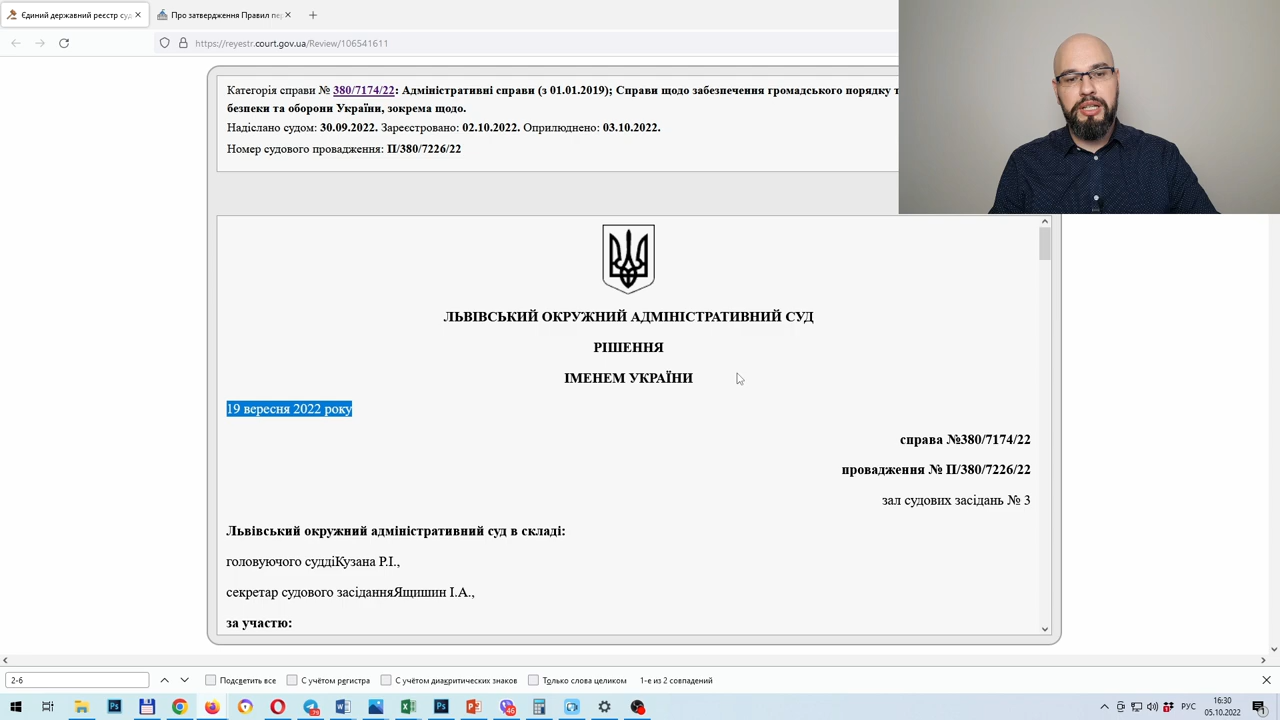 Єдиний державний реєстр суд
Про затвердження Правил пе
https://reyestr.court.gov.ua/Review/106541611
Категорія справи № 380/7174/22: Адміністративні справи (з 01.01.2019); Справи щодо забезпечення громадського порядку т
безпеки та оборони України, зокрема щодо.
Надіслано судом: 30.09.2022. Зареєстровано: 02.10.2022. Оприлюднено: 03.10.2022.
Номер судового провадження: П/380/7226/22
ЛЬВІВСЬКИЙ ОКРУЖНИЙ АДМІНІСТРАТИВНИЙ СУД
РІШЕННЯ
ІМЕНЕМ УКРАЇНИ
19 вересня 2022 року
справа №380/7174/22
провадження № П/380/7226/22
зал судових засідань № 3
Львівський окружний адміністративний суд в складі:
головуючого суддіКузана Р.І.,
секретар судового засіданняЯщишин І.А.,
за участю:
2-6
Подсветить все
С учётом регистра
С учётом диакритических знаков
Только слова целиком
1-е из 2 совпадений
46
РУС
16:30
05.10.2022
1